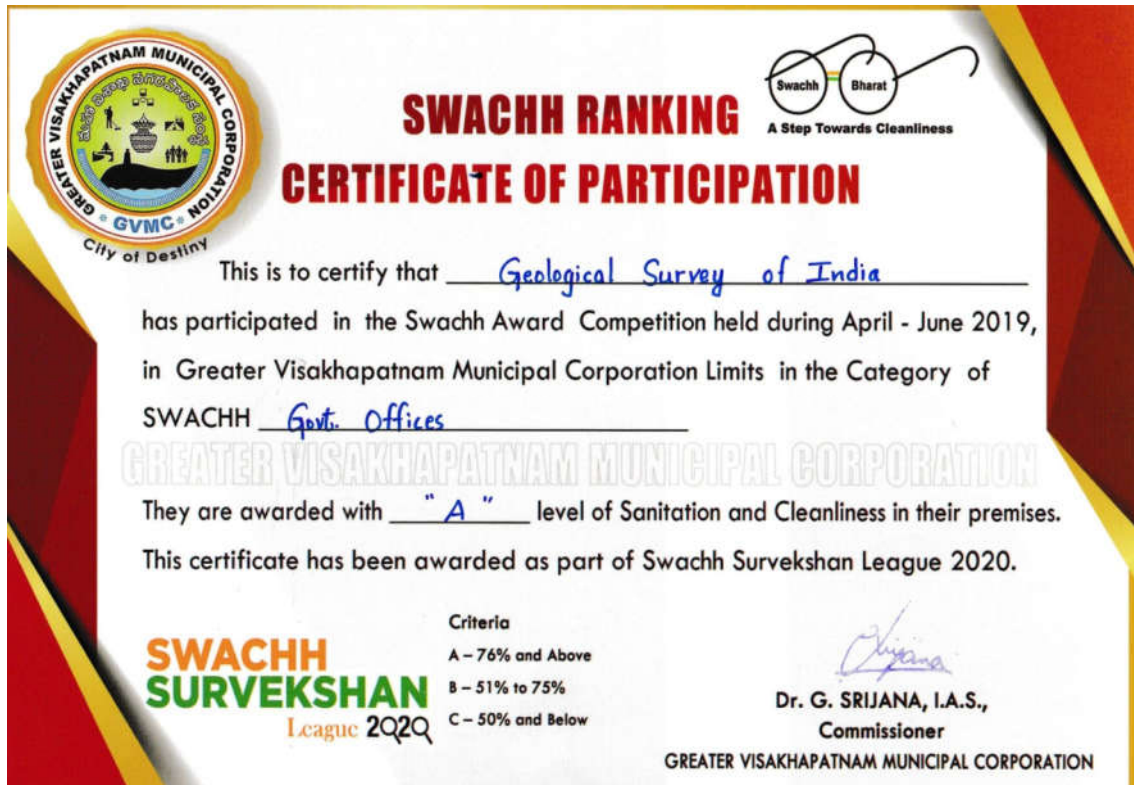 GREATER VISAKHAPATNAM MUNICIPAL CORPORATION
మహా విశాఖ నగరపాలక సంస్థ
GVMC
City of Destiny
Swachh Bharat
A Step Towards Cleanliness
SWACHH RANKING
CERTIFICATE OF PARTICIPATION
This is to certify that Geological Survey of India
has participated in the Swachh Award Competition held during April - June 2019,
in Greater Visakhapatnam Municipal Corporation Limits in the Category of
SWACHH Govt. Offices
GREATER VISAKHAPATNAM MUNICIPAL CORPORATION
They are awarded with "A" level of Sanitation and Cleanliness in their premises.
This certificate has been awarded as part of Swachh Survekshan League 2020.
SWACHH
SURVEKSHAN
League 2020
Criteria
A – 76% and Above
B – 51% to 75%
C – 50% and Below
Srijana
Dr. G. SRIJANA, I.A.S.,
Commissioner
GREATER VISAKHAPATNAM MUNICIPAL CORPORATION